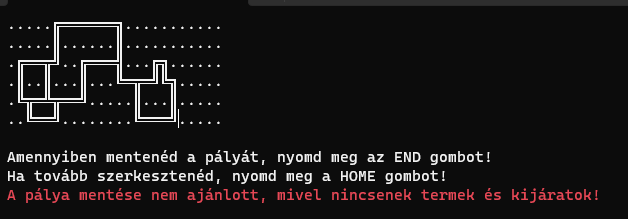 Amennyiben mentenéd a pályát, nyomd meg az END gombot!
Ha tovább szerkesztenéd, nyomd meg a HOME gombot!
A pálya mentése nem ajánlott, mivel nincsenek termek és kijáratok!